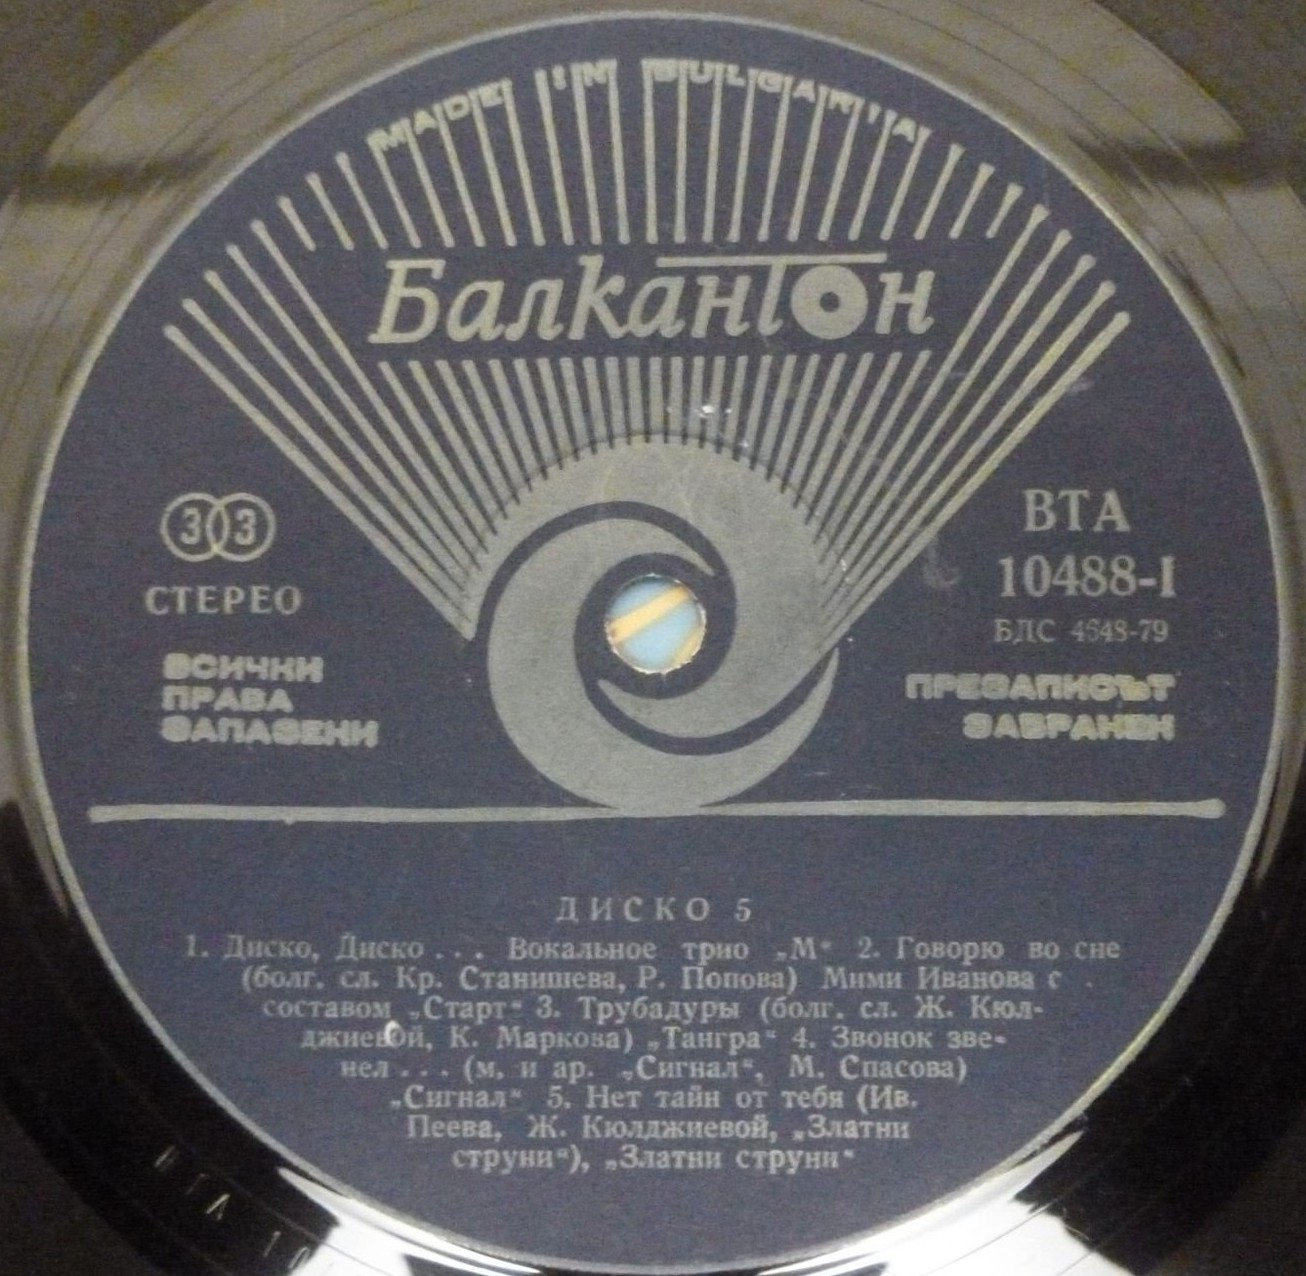 MADE IN BULGARIA
Балкантон
33
СТЕРЕО
ВСИЧКИ
ПРАВА
ЗАПАЗЕНИ
ВТА
10488-I
БДС 4648-79
ПРЕЗАПИСЪТ
ЗАБРАНЕН
ДИСКО 5
1. Диско, Диско... Вокальное трио „М“ 2. Говорю во сне
(болг. сл. Кр. Станишева, Р. Попова) Мими Иванова с
составом „Старт“ 3. Трубадуры (болг. сл. Ж. Кюл-
джиевой, К. Маркова) „Тангра“ 4. Звонок зве-
нел... (м. и ар. „Сигнал“, М. Спасова)
„Сигнал“ 5. Нет тайн от тебя (Ив.
Пеева, Ж. Кюлджиевой, „Златни
струни“), „Златни струни“
ВТА 10